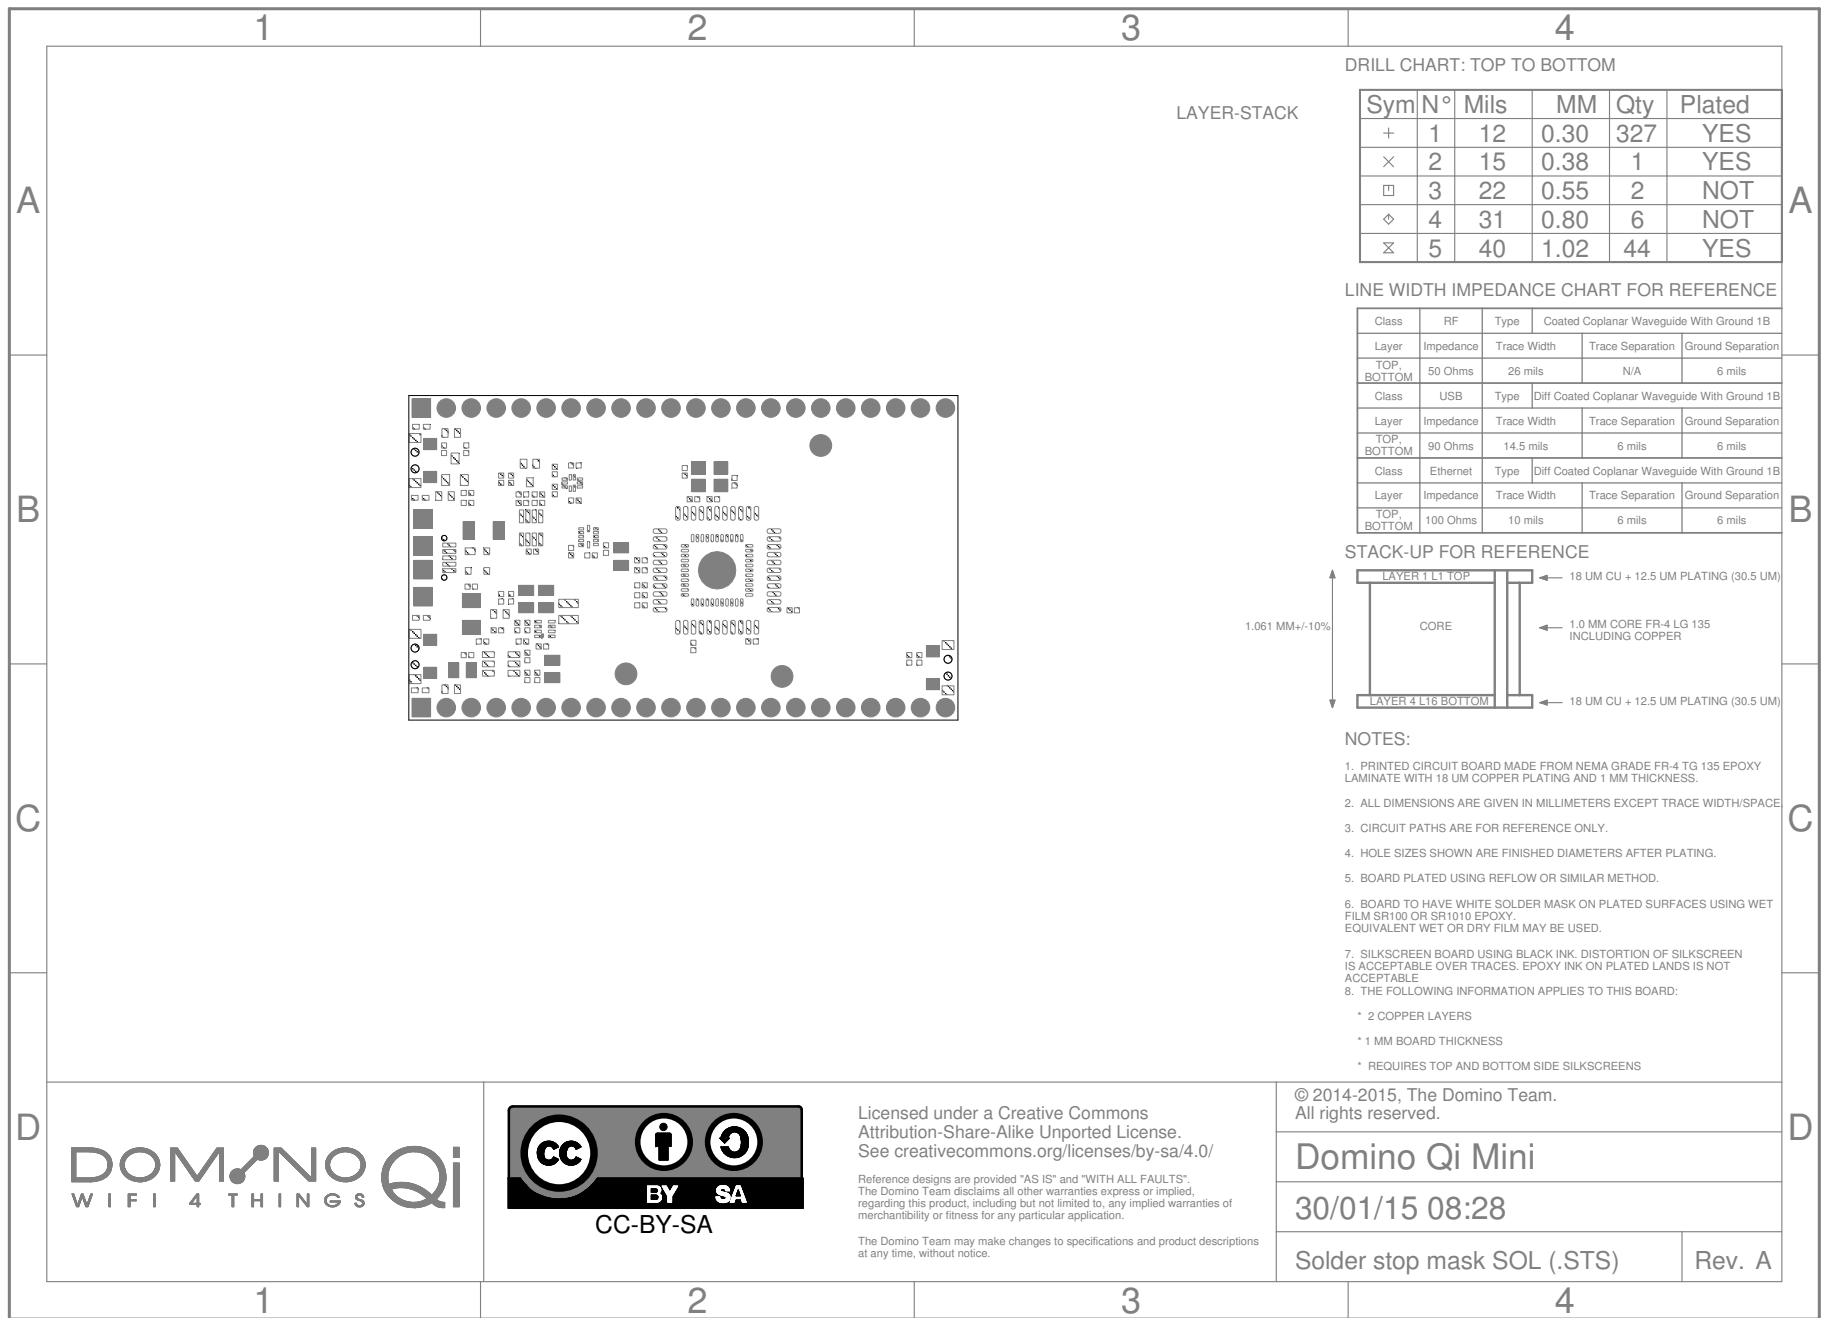 1 2 3 4
A A
B B
C C
D D
LAYER-STACK
DRILL CHART: TOP TO BOTTOM
Sym N° Mils MM Qty Plated
+ 1 12 0.30 327 YES
× 2 15 0.38 1 YES
3 22 0.55 2 NOT
4 31 0.80 6 NOT
5 40 1.02 44 YES
LINE WIDTH IMPEDANCE CHART FOR REFERENCE
Class RF Type Coated Coplanar Waveguide With Ground 1B
Layer Impedance Trace Width Trace Separation Ground Separation
TOP, BOTTOM 50 Ohms 26 mils N/A 6 mils
Class USB Type Diff Coated Coplanar Waveguide With Ground 1B
Layer Impedance Trace Width Trace Separation Ground Separation
TOP, BOTTOM 90 Ohms 14.5 mils 6 mils 6 mils
Class Ethernet Type Diff Coated Coplanar Waveguide With Ground 1B
Layer Impedance Trace Width Trace Separation Ground Separation
TOP, BOTTOM 100 Ohms 10 mils 6 mils 6 mils
STACK-UP FOR REFERENCE
LAYER 1 L1 TOP
18 UM CU + 12.5 UM PLATING (30.5 UM)
1.061 MM+/-10%
CORE
1.0 MM CORE FR-4 LG 135
INCLUDING COPPER
LAYER 4 L16 BOTTOM
18 UM CU + 12.5 UM PLATING (30.5 UM)
NOTES:
1. PRINTED CIRCUIT BOARD MADE FROM NEMA GRADE FR-4 TG 135 EPOXY
LAMINATE WITH 18 UM COPPER PLATING AND 1 MM THICKNESS.
2. ALL DIMENSIONS ARE GIVEN IN MILLIMETERS EXCEPT TRACE WIDTH/SPACE
3. CIRCUIT PATHS ARE FOR REFERENCE ONLY.
4. HOLE SIZES SHOWN ARE FINISHED DIAMETERS AFTER PLATING.
5. BOARD PLATED USING REFLOW OR SIMILAR METHOD.
6. BOARD TO HAVE WHITE SOLDER MASK ON PLATED SURFACES USING WET
FILM SR100 OR SR1010 EPOXY.
EQUIVALENT WET OR DRY FILM MAY BE USED.
7. SILKSCREEN BOARD USING BLACK INK. DISTORTION OF SILKSCREEN
IS ACCEPTABLE OVER TRACES. EPOXY INK ON PLATED LANDS IS NOT
ACCEPTABLE
8. THE FOLLOWING INFORMATION APPLIES TO THIS BOARD:
* 2 COPPER LAYERS
* 1 MM BOARD THICKNESS
* REQUIRES TOP AND BOTTOM SIDE SILKSCREENS
DOMINO Qi
WIFI 4 THINGS
cc
BY SA
CC-BY-SA
Licensed under a Creative Commons
Attribution-Share-Alike Unported License.
See creativecommons.org/licenses/by-sa/4.0/
Reference designs are provided "AS IS" and "WITH ALL FAULTS".
The Domino Team disclaims all other warranties express or implied,
regarding this product, including but not limited to, any implied warranties of
merchantibility or fitness for any particular application.
The Domino Team may make changes to specifications and product descriptions
at any time, without notice.
© 2014-2015, The Domino Team.
All rights reserved.
Domino Qi Mini
30/01/15 08:28
Solder stop mask SOL (.STS) Rev. A
1 2 3 4